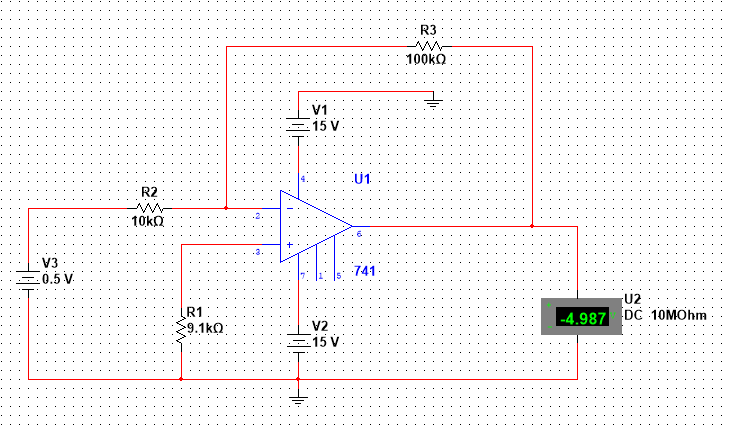 R3
100kΩ
V1
15 V
4
U1
R2
10kΩ
2
6
3
V3
0.5 V
7
1
5
741
R1
9.1kΩ
V2
15 V
U2
-4.987
DC 10MOhm